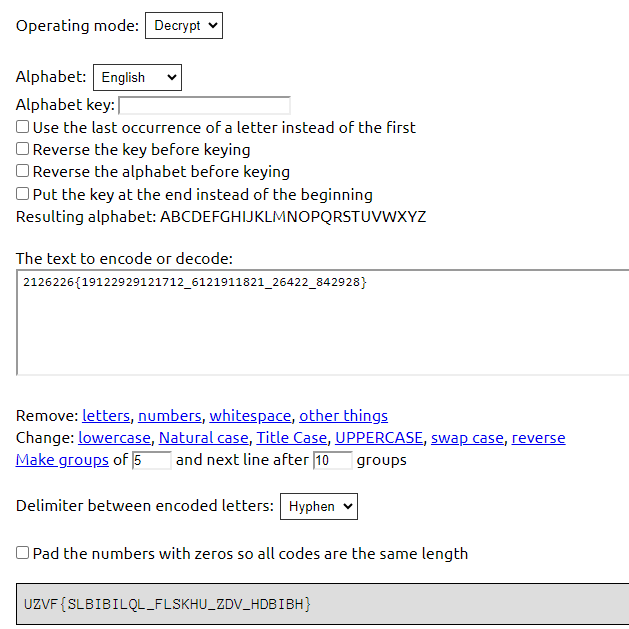 Operating mode: Decrypt
Alphabet: English
Alphabet key:
Use the last occurrence of a letter instead of the first
Reverse the key before keying
Reverse the alphabet before keying
Put the key at the end instead of the beginning
Resulting alphabet: ABCDEFGHIJKLMNOPQRSTUVWXYZ
The text to encode or decode:
2126226{19122929121712_6121911821_26422_842928}
Remove: letters, numbers, whitespace, other things
Change: lowercase, Natural case, Title Case, UPPERCASE, swap case, reverse
Make groups of 5 and next line after 10 groups
Delimiter between encoded letters: Hyphen
Pad the numbers with zeros so all codes are the same length
UZVF{SLBIBILQL_FLSKHU_ZDV_HDBIBH}